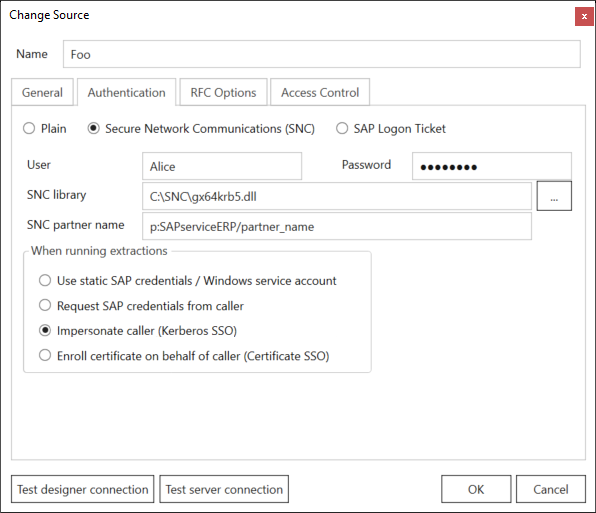 Change Source
x
Name Foo
General Authentication RFC Options Access Control
Plain Secure Network Communications (SNC) SAP Logon Ticket
User Alice Password ●●●●●●●●
SNC library C:\SNC\gx64krb5.dll ...
SNC partner name p:SAPserviceERP/partner_name
When running extractions
Use static SAP credentials / Windows service account
Request SAP credentials from caller
Impersonate caller (Kerberos SSO)
Enroll certificate on behalf of caller (Certificate SSO)
Test designer connection Test server connection OK Cancel